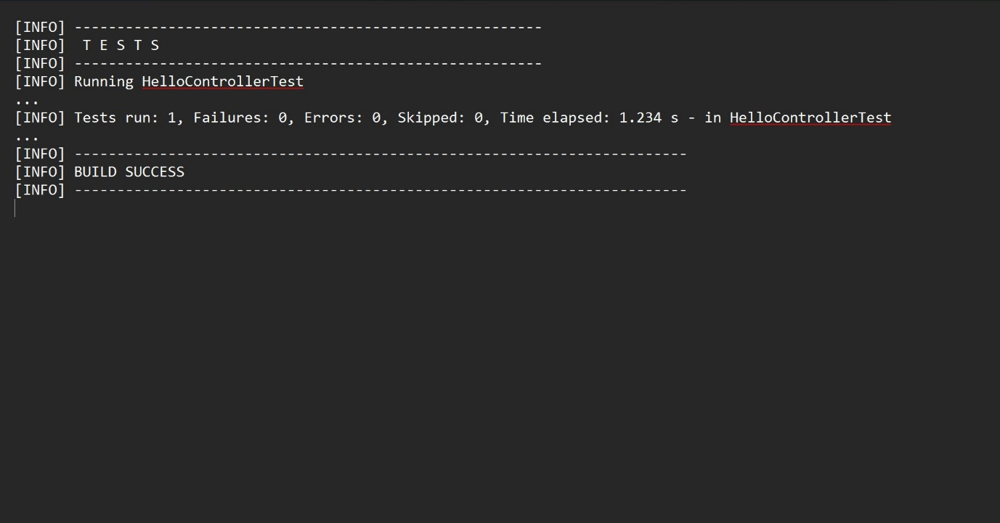 [INFO] -------------------------------------------------------
[INFO]  T E S T S
[INFO] -------------------------------------------------------
[INFO] Running HelloControllerTest
...
[INFO] Tests run: 1, Failures: 0, Errors: 0, Skipped: 0, Time elapsed: 1.234 s - in HelloControllerTest
...
[INFO] ------------------------------------------------------------------------
[INFO] BUILD SUCCESS
[INFO] ------------------------------------------------------------------------